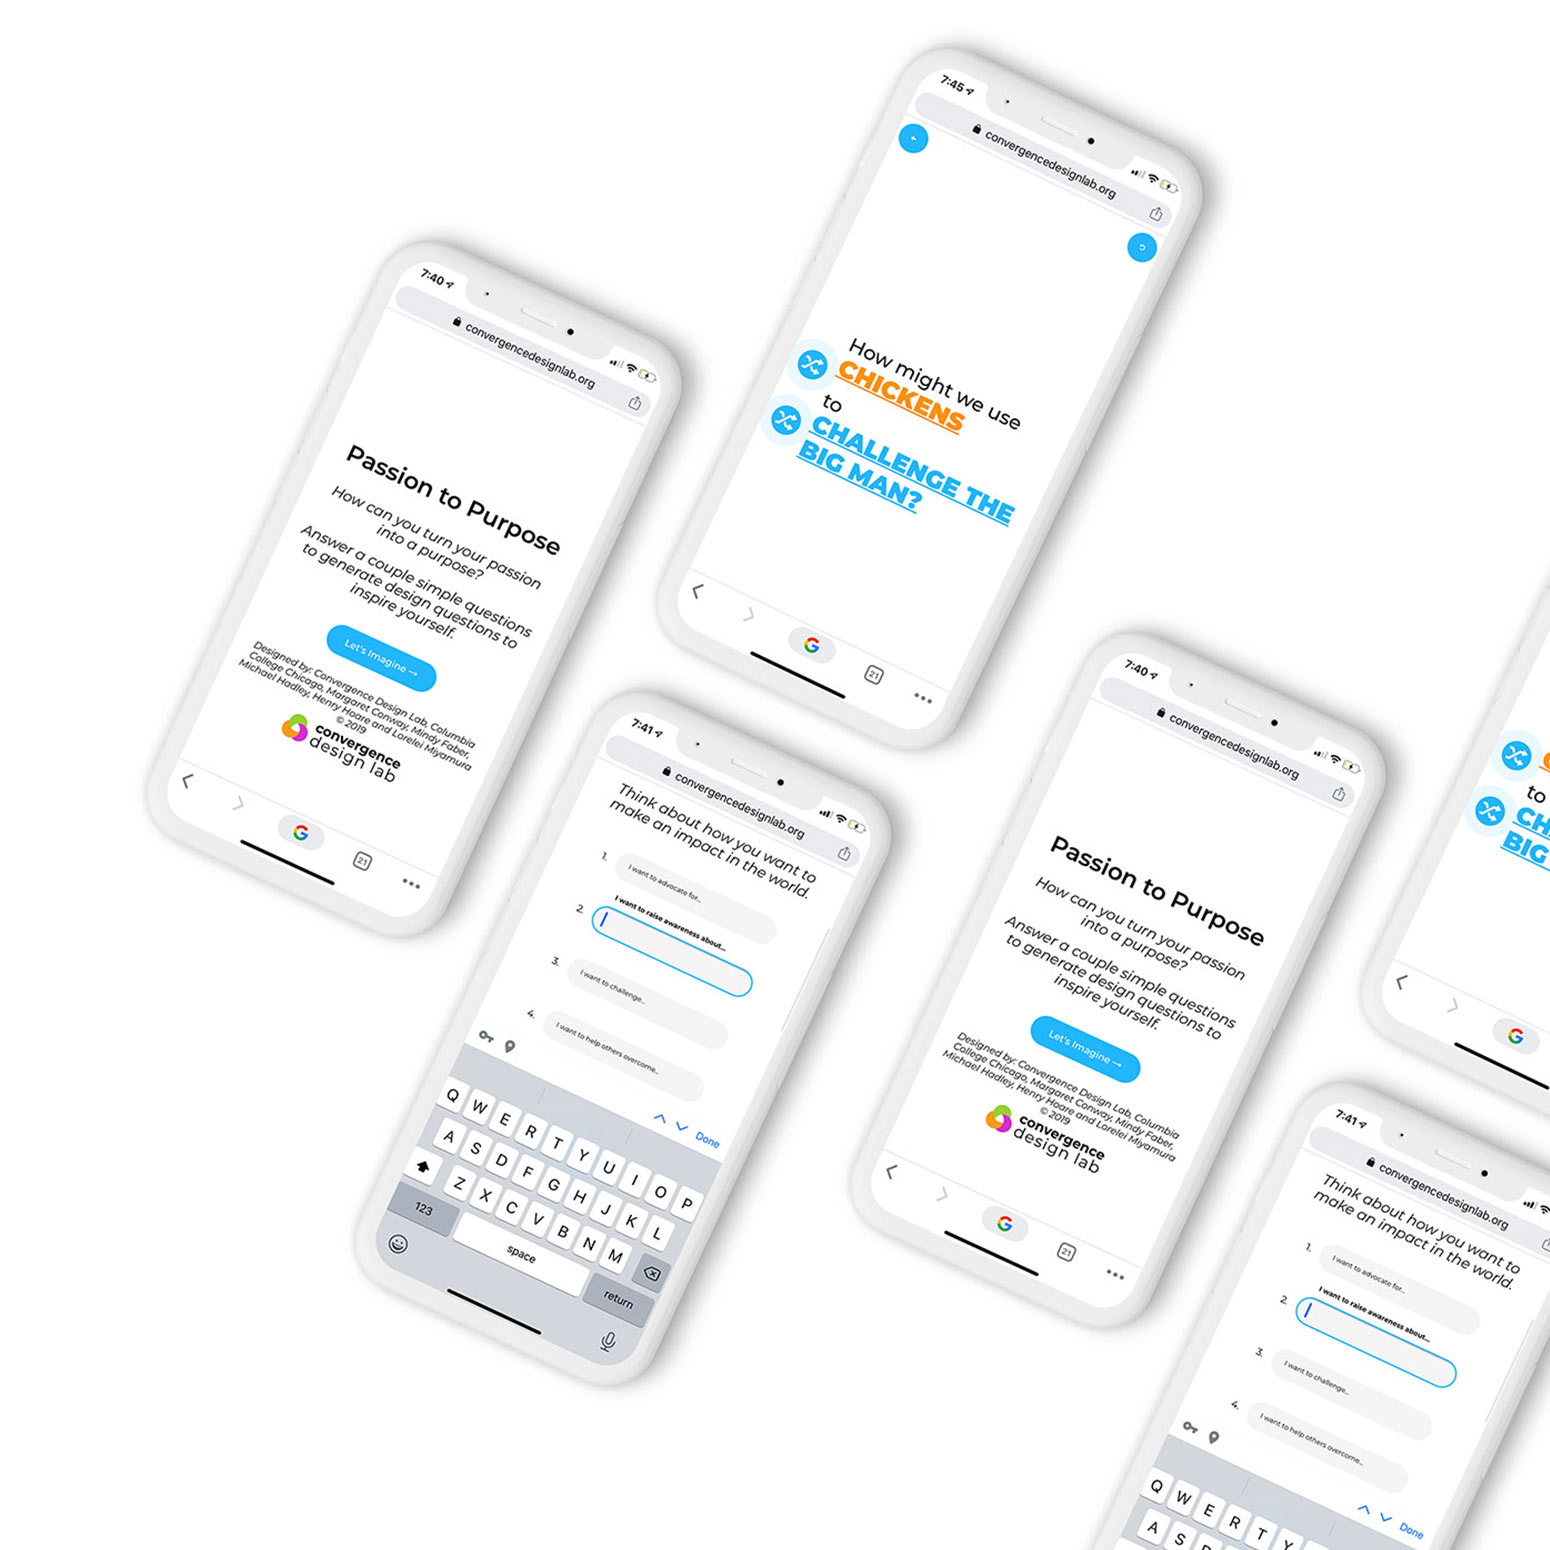 7:40
convergencedesignlab.org
Passion to Purpose
How can you turn your passion
into a purpose?
Answer a couple simple questions
to generate design questions to
inspire yourself.
Let's Imagine →
Designed by: Convergence Design Lab, Columbia
College Chicago, Margaret Conway, Mindy Faber,
Michael Hadley, Henry Hoare and Lorelei Miyamura
© 2019
convergence
design lab
G
21
7:45
convergencedesignlab.org
How might we use
CHICKENS
to
CHALLENGE THE
BIG MAN?
G
21
7:41
convergencedesignlab.org
Think about how you want to
make an impact in the world.
1. I want to advocate for...
I want to raise awareness about...
2.
3. I want to challenge...
4. I want to help others overcome...
Done
Q W E R T Y U I O P
A S D F G H J K L
Z X C V B N M
123 space return
7:40
convergencedesignlab.org
Passion to Purpose
How can you turn your passion
into a purpose?
Answer a couple simple questions
to generate design questions to
inspire yourself.
Let's Imagine →
Designed by: Convergence Design Lab, Columbia
College Chicago, Margaret Conway, Mindy Faber,
Michael Hadley, Henry Hoare and Lorelei Miyamura
© 2019
convergence
design lab
G
21
to
BIG
G
7:41
convergencedesignlab.org
Think about how you want to
make an impact in the world.
1. I want to advocate for...
I want to raise awareness about...
2.
3. I want to challenge...
4. I want to help others overcome...
Done
Q W E R T Y
A S